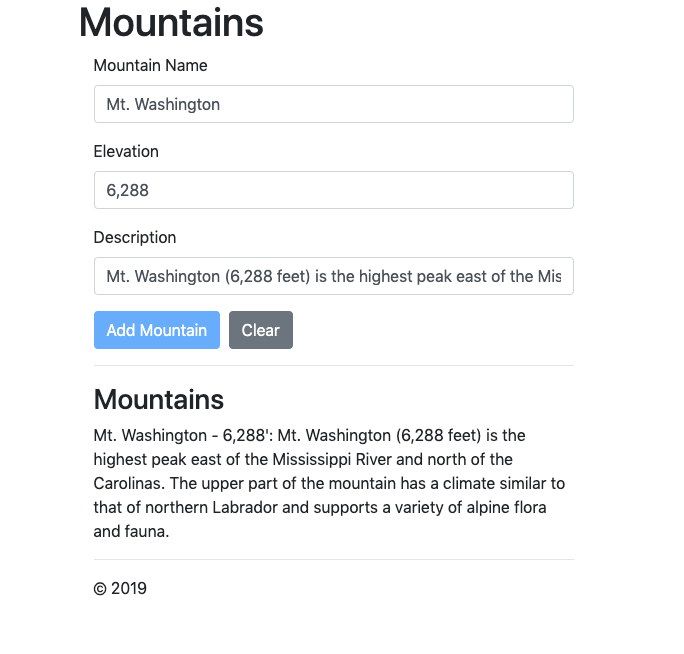 Mountains
Mountain Name
Mt. Washington
Elevation
6,288
Description
Mt. Washington (6,288 feet) is the highest peak east of the Mis
Add Mountain Clear
Mountains
Mt. Washington - 6,288': Mt. Washington (6,288 feet) is the
highest peak east of the Mississippi River and north of the
Carolinas. The upper part of the mountain has a climate similar to
that of northern Labrador and supports a variety of alpine flora
and fauna.
© 2019